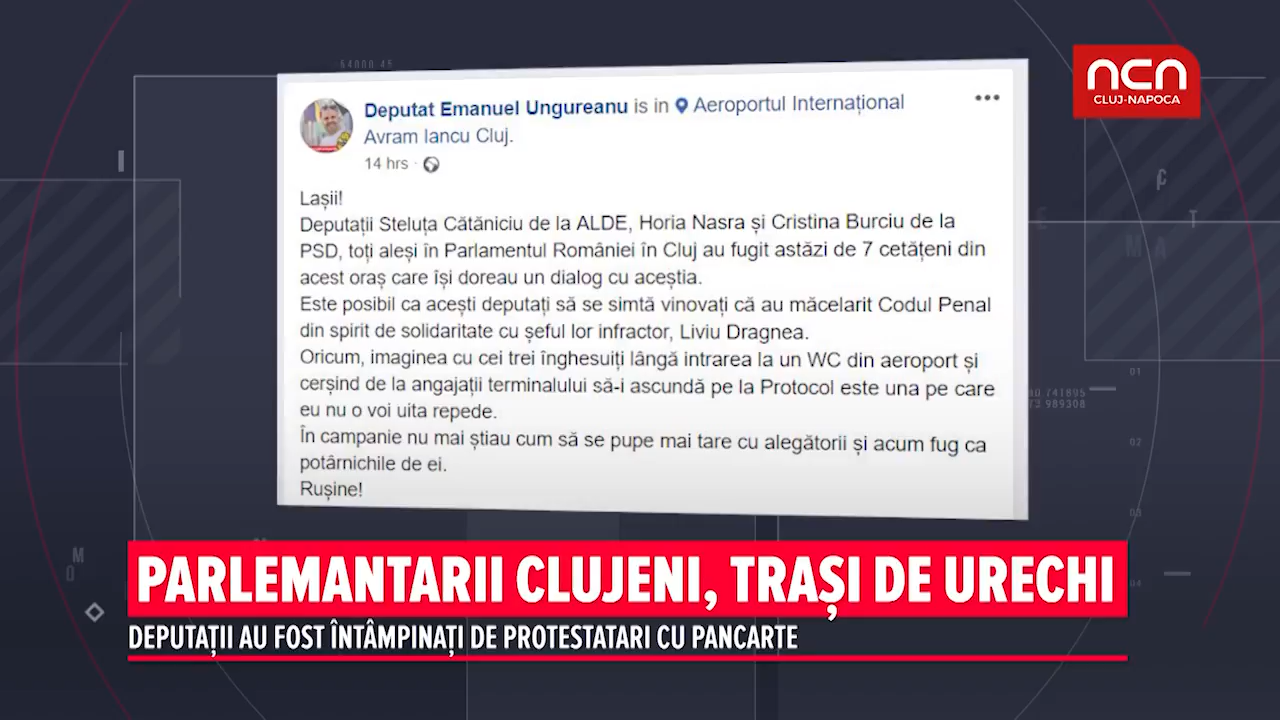 54000 45
ncn
CLUJ-NAPOCA
Deputat Emanuel Ungureanu is in Aeroportul Internațional
Avram Iancu Cluj.
14 hrs ·
Lașii!
Deputații Steluța Cătăniciu de la ALDE, Horia Nasra și Cristina Burciu de la
PSD, toți aleși în Parlamentul României în Cluj au fugit astăzi de 7 cetățeni din
acest oraș care își doreau un dialog cu aceștia.
Este posibil ca acești deputați să se simtă vinovați că au măcelarit Codul Penal
din spirit de solidaritate cu șeful lor infractor, Liviu Dragnea.
Oricum, imaginea cu cei trei înghesuiți lângă intrarea la un WC din aeroport și
cerșind de la angajații terminalului să-i ascundă pe la Protocol este una pe care
eu nu o voi uita repede.
În campanie nu mai știau cum să se pupe mai tare cu alegătorii și acum fug ca
potârnichile de ei.
Rușine!
01
02
03
04
PARLEMANTARII CLUJENI, TRAȘI DE URECHI
DEPUTAȚII AU FOST ÎNTÂMPINAȚI DE PROTESTATARI CU PANCARTE